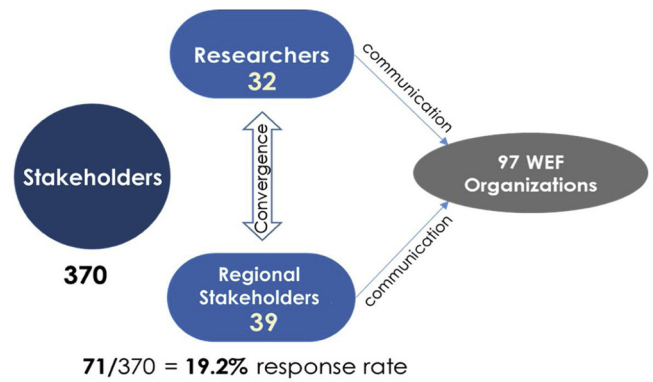 Researchers
32
communication
Stakeholders
370
Convergence
97 WEF
Organizations
communication
Regional
Stakeholders
39
71/370 = 19.2% response rate